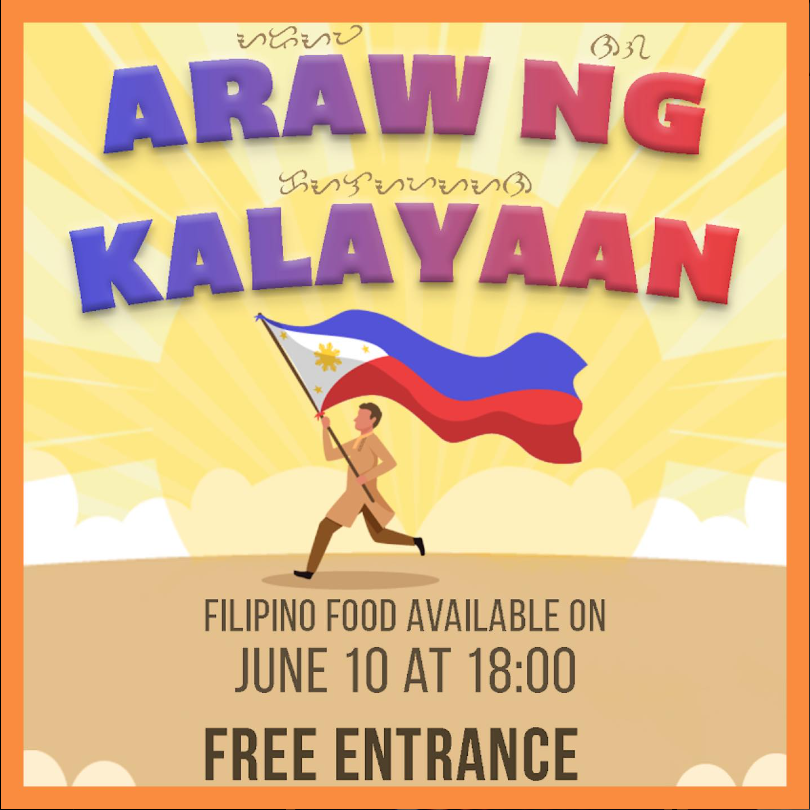 ARAW NG
KALAYAAN
FILIPINO FOOD AVAILABLE ON
JUNE 10 AT 18:00
FREE ENTRANCE